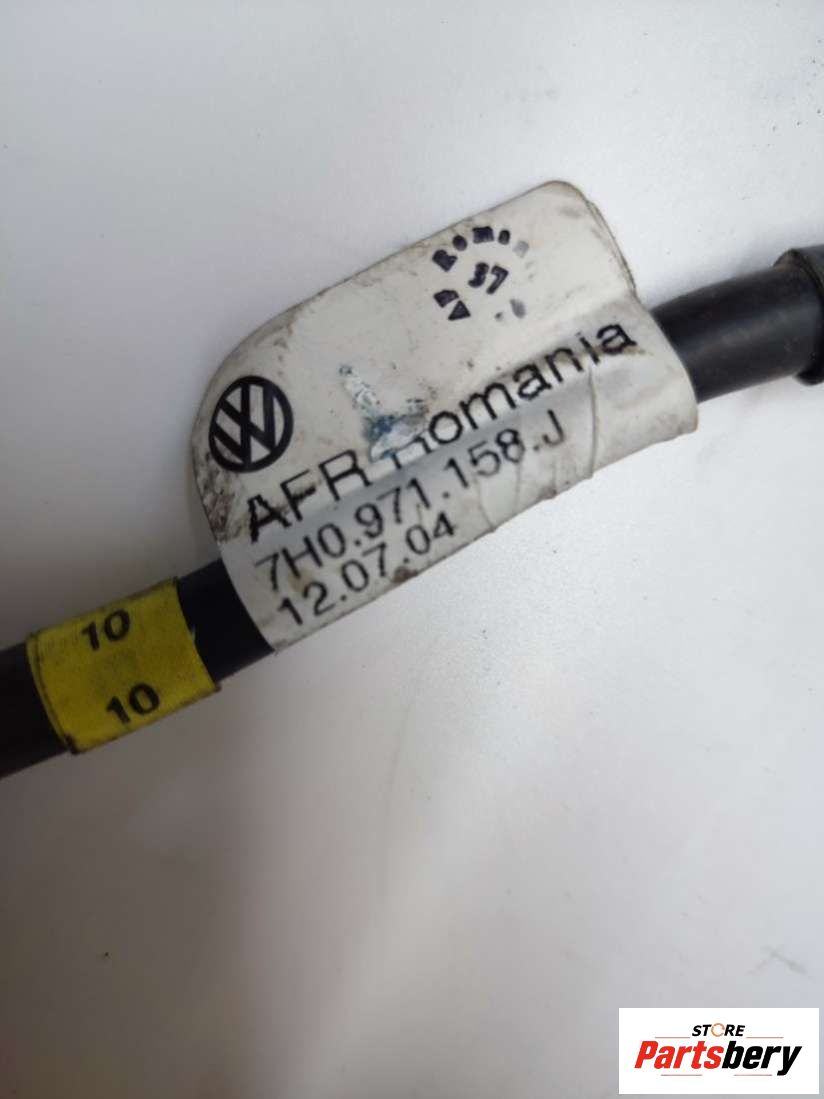 37
AFR Romania
7H0.971.158.J
12.07.04
10
10
STORE
Partsbery